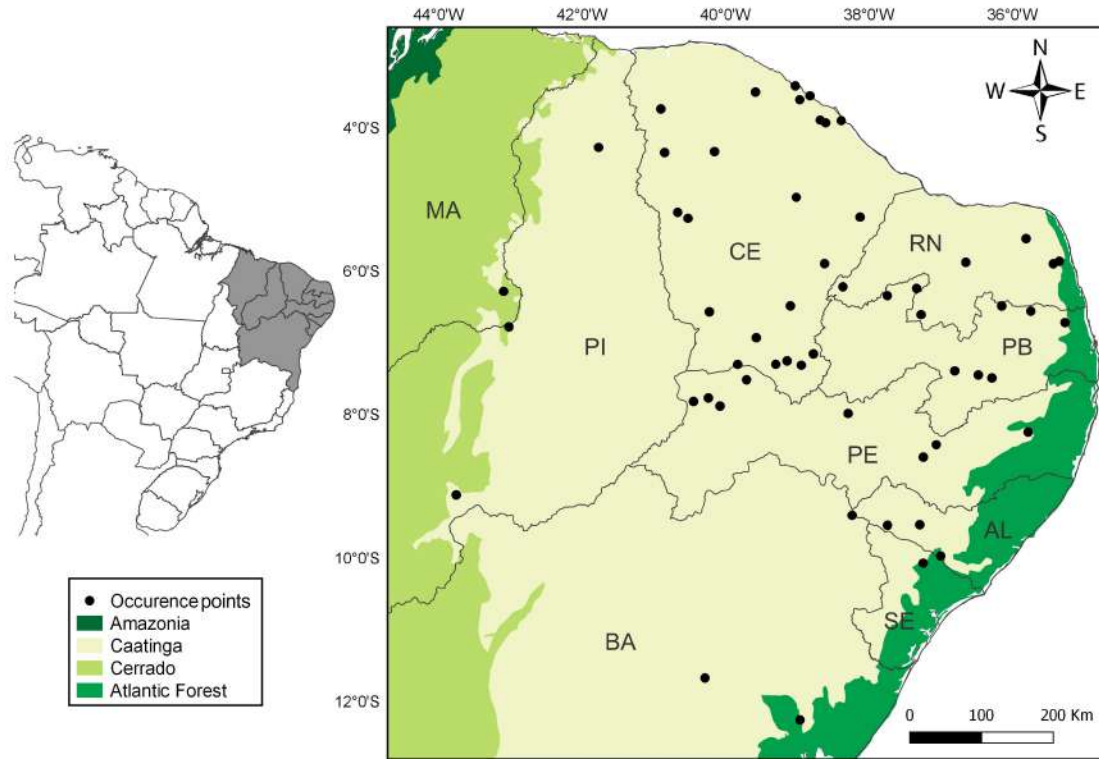 44°0'W 42°0'W 40°0'W 38°0'W 36°0'W
N
W E
S
4°0'S
MA
RN
CE
6°0'S
PI
PB
8°0'S
PE
AL
10°0'S
SE
BA
12°0'S
Occurence points
Amazonia
Caatinga
Cerrado
Atlantic Forest
0 100 200 Km